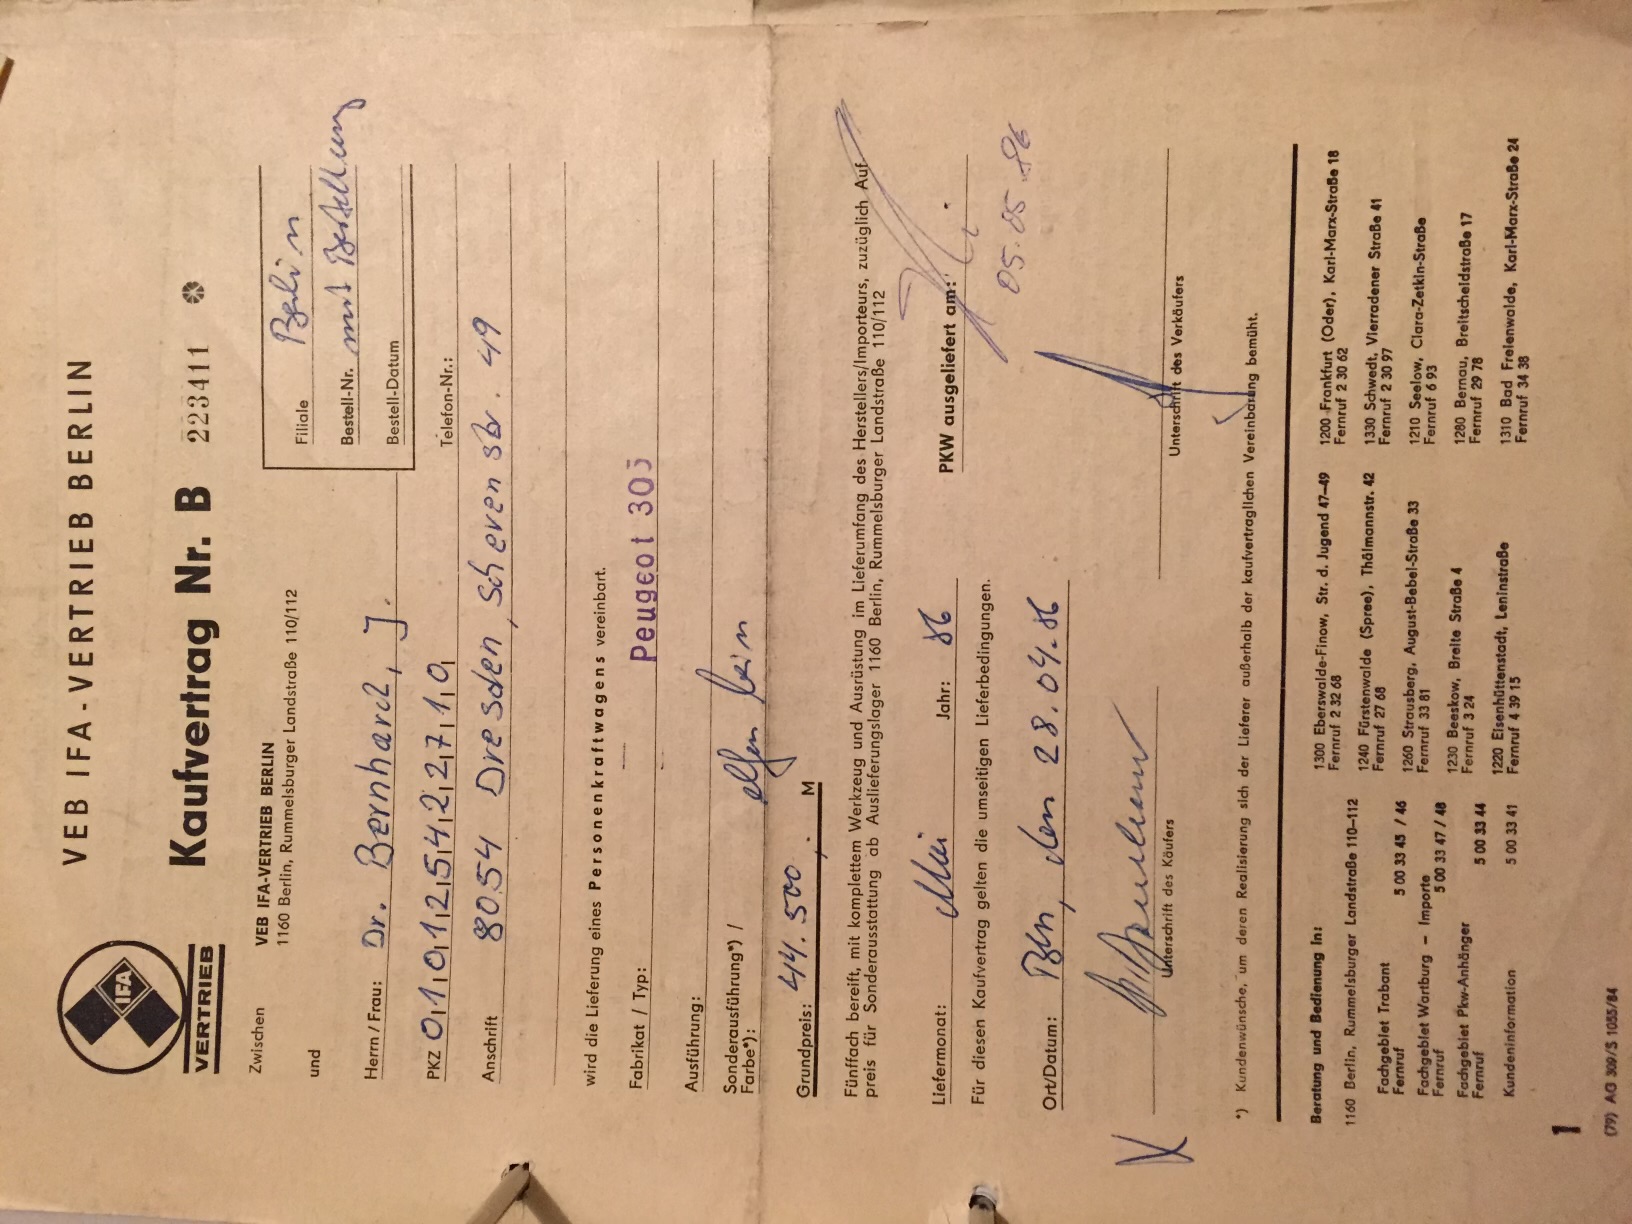 VEB IFA-VERTRIEB BERLIN
IFA
VERTRIEB
Kaufvertrag Nr. B 223411
Zwischen
VEB IFA-VERTRIEB BERLIN
1160 Berlin, Rummelsburger Landstraße 110/112
und
Filiale Berlin
Bestell-Nr. mit Bestellung
Bestell-Datum
Herrn / Frau: Dr. Bernhard, J.
PKZ 010125422710
Telefon-Nr.:
Anschrift 8054 Dresden, Schevenstr. 49
wird die Lieferung eines Personenkraftwagens vereinbart.
Fabrikat / Typ: Peugeot 305
Ausführung:
Sonderausführung*) /
Farbe*): elfenbein
Grundpreis: 44.500,- M
Fünffach bereift, mit komplettem Werkzeug und Ausrüstung im Lieferumfang des Herstellers/Importeurs, zuzüglich Auf
preis für Sonderausstattung ab Auslieferungslager 1160 Berlin, Rummelsburger Landstraße 110/112
Liefermonat: Mai Jahr: 86
PKW ausgeliefert am:
05.05.86
Für diesen Kaufvertrag gelten die umseitigen Lieferbedingungen.
Ort/Datum: Bln, den 28.04.86
Unterschrift des Käufers
Unterschrift des Verkäufers
*) Kundenwünsche, um deren Realisierung sich der Lieferer außerhalb der kaufvertraglichen Vereinbarung bemüht.
Beratung und Bedienung in:
1160 Berlin, Rummelsburger Landstraße 110–112
Fachgebiet Trabant
Fernruf 5 00 33 45 / 46
Fachgebiet Wartburg – Importe
Fernruf 5 00 33 47 / 48
Fachgebiet Pkw-Anhänger
Fernruf 5 00 33 44
Kundeninformation 5 00 33 41
1300 Eberswalde-Finow, Str. d. Jugend 47–49
Fernruf 2 32 68
1240 Fürstenwalde (Spree), Thälmannstr. 42
Fernruf 27 68
1260 Strausberg, August-Bebel-Straße 33
Fernruf 33 81
1230 Beeskow, Breite Straße 4
Fernruf 3 24
1220 Eisenhüttenstadt, Leninstraße
Fernruf 4 39 15
1200 Frankfurt (Oder), Karl-Marx-Straße 18
Fernruf 2 30 62
1330 Schwedt, Vierradener Straße 41
Fernruf 2 30 97
1210 Seelow, Clara-Zetkin-Straße
Fernruf 6 93
1280 Bernau, Breitscheidstraße 17
Fernruf 29 78
1310 Bad Freienwalde, Karl-Marx-Straße 24
Fernruf 34 38
1
(79) AG 309/S 1055/84